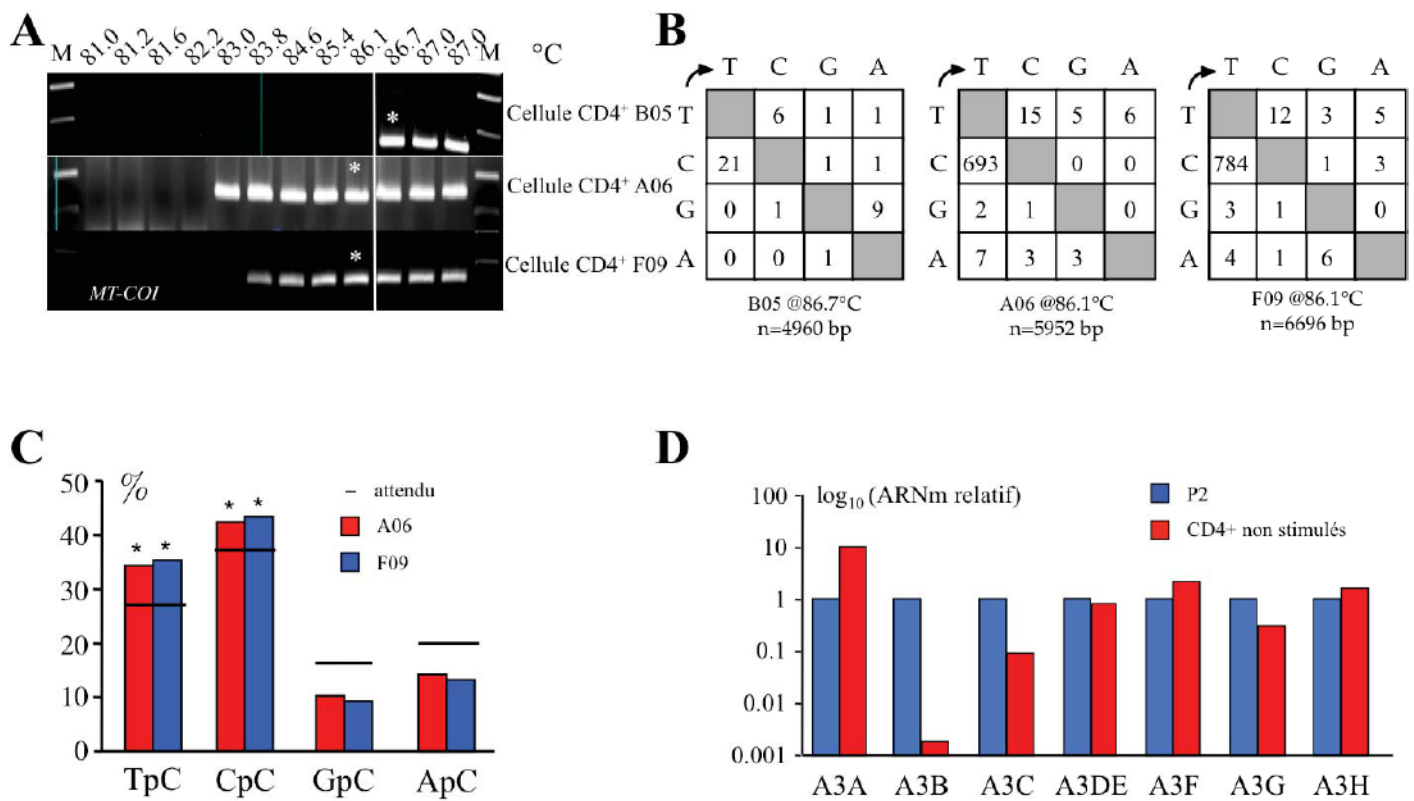 A
M 81.0 81.2 81.6 82.2 83.0 83.8 84.6 85.4 86.1 86.7 87.0 87.0 M °C
* Cellule CD4+ B05
* Cellule CD4+ A06
* Cellule CD4+ F09
MT-COI
B
T C G A
T 6 1 1
C 21 1 1
G 0 1 9
A 0 0 1
B05 @86.7°C
n=4960 bp
T C G A
T 15 5 6
C 693 0 0
G 2 1 0
A 7 3 3
A06 @86.1°C
n=5952 bp
T C G A
T 12 3 5
C 784 1 3
G 3 1 0
A 4 1 6
F09 @86.1°C
n=6696 bp
C
%
50
40
30
20
10
0
* * * *
attendu
A06
F09
TpC CpC GpC ApC
D
log10 (ARNm relatif)
P2
CD4+ non stimulés
100
10
1
0.1
0.01
0.001
A3A A3B A3C A3DE A3F A3G A3H